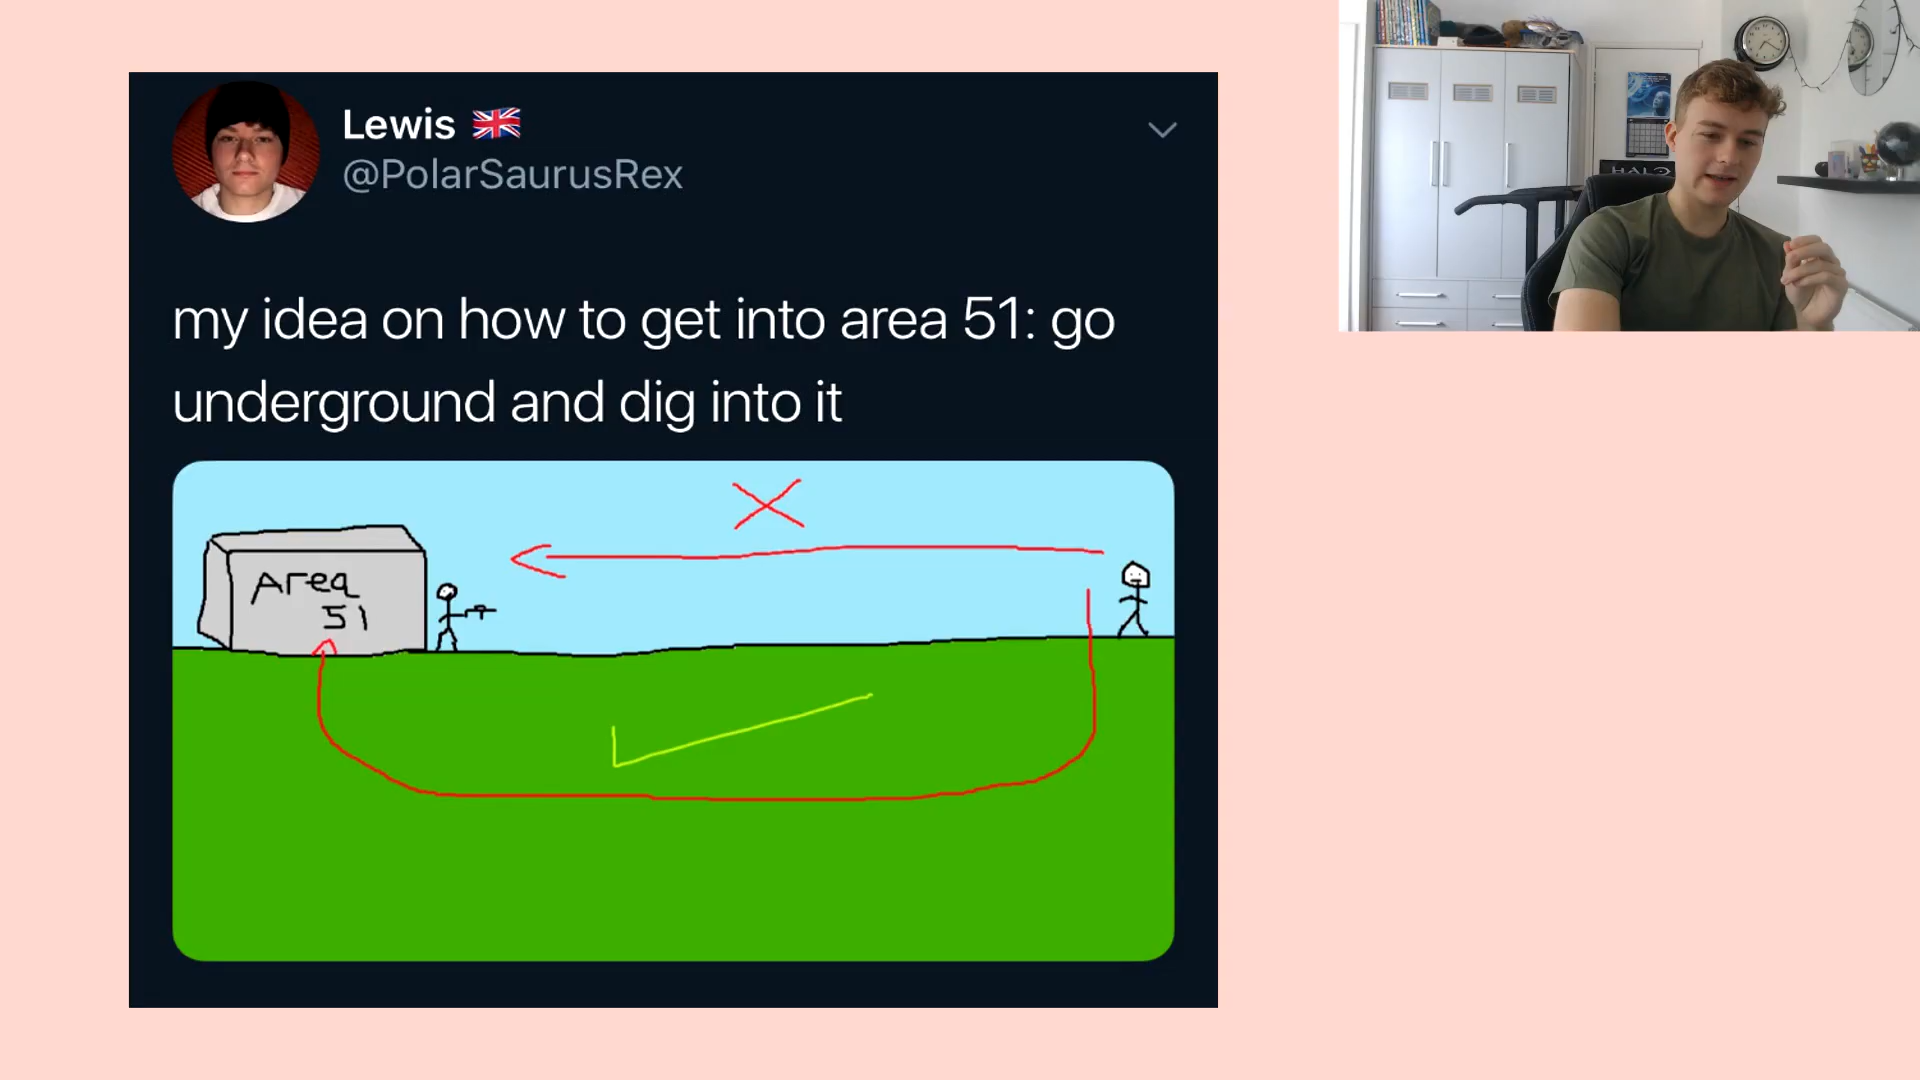 Lewis 🇬🇧
@PolarSaurusRex
my idea on how to get into area 51: go
underground and dig into it
Area
51
HALO